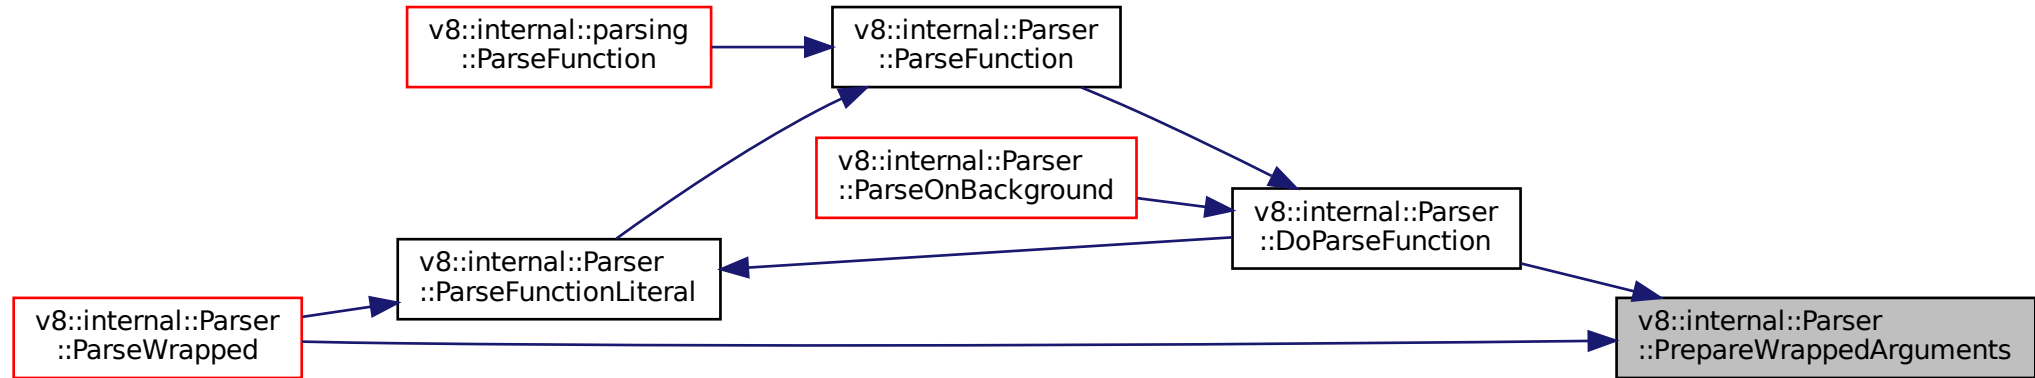 v8::internal::parsing
::ParseFunction
v8::internal::Parser
::ParseFunction
v8::internal::Parser
::ParseOnBackground
v8::internal::Parser
::DoParseFunction
v8::internal::Parser
::ParseFunctionLiteral
v8::internal::Parser
::ParseWrapped
v8::internal::Parser
::PrepareWrappedArguments